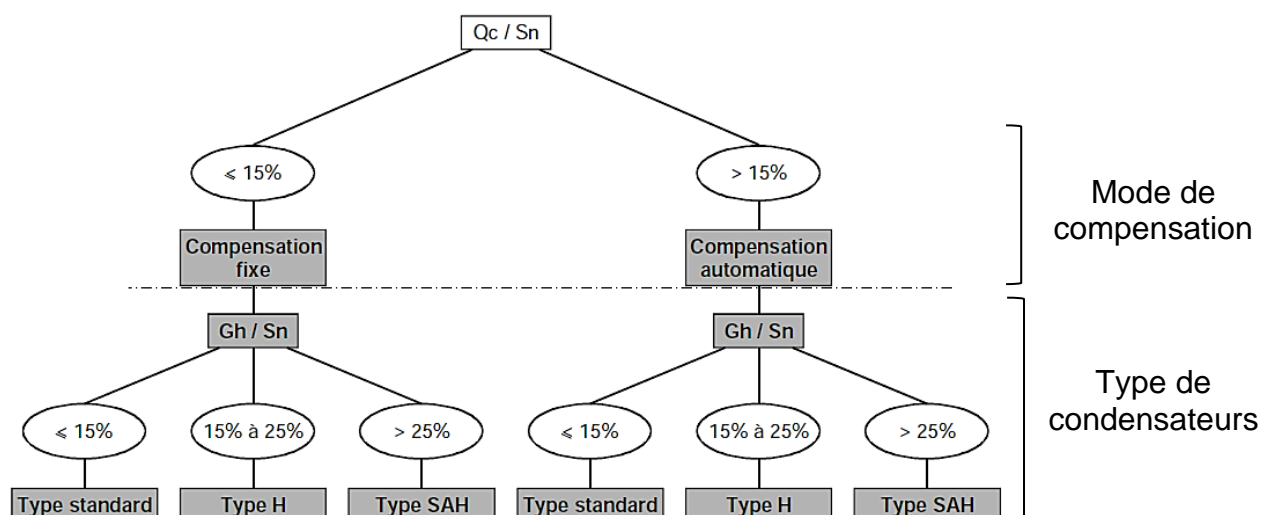 Qc / Sn
⩽ 15%
> 15%
Compensation
fixe
Compensation
automatique
Mode de
compensation
Gh / Sn
Gh / Sn
⩽ 15%
15% à 25%
> 25%
⩽ 15%
15% à 25%
> 25%
Type de
condensateurs
Type standard
Type H
Type SAH
Type standard
Type H
Type SAH